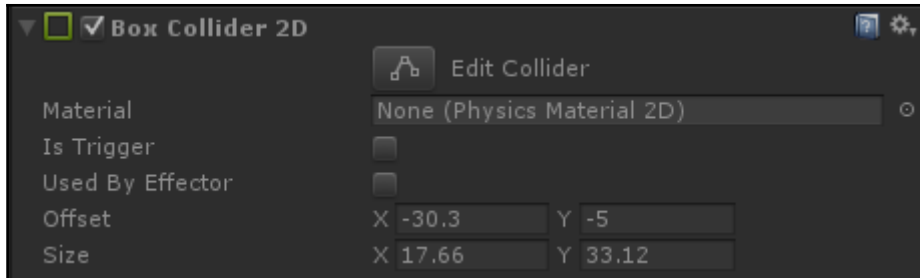 Box Collider 2D
Edit Collider
Material None (Physics Material 2D)
Is Trigger
Used By Effector
Offset X -30.3 Y -5
Size X 17.66 Y 33.12